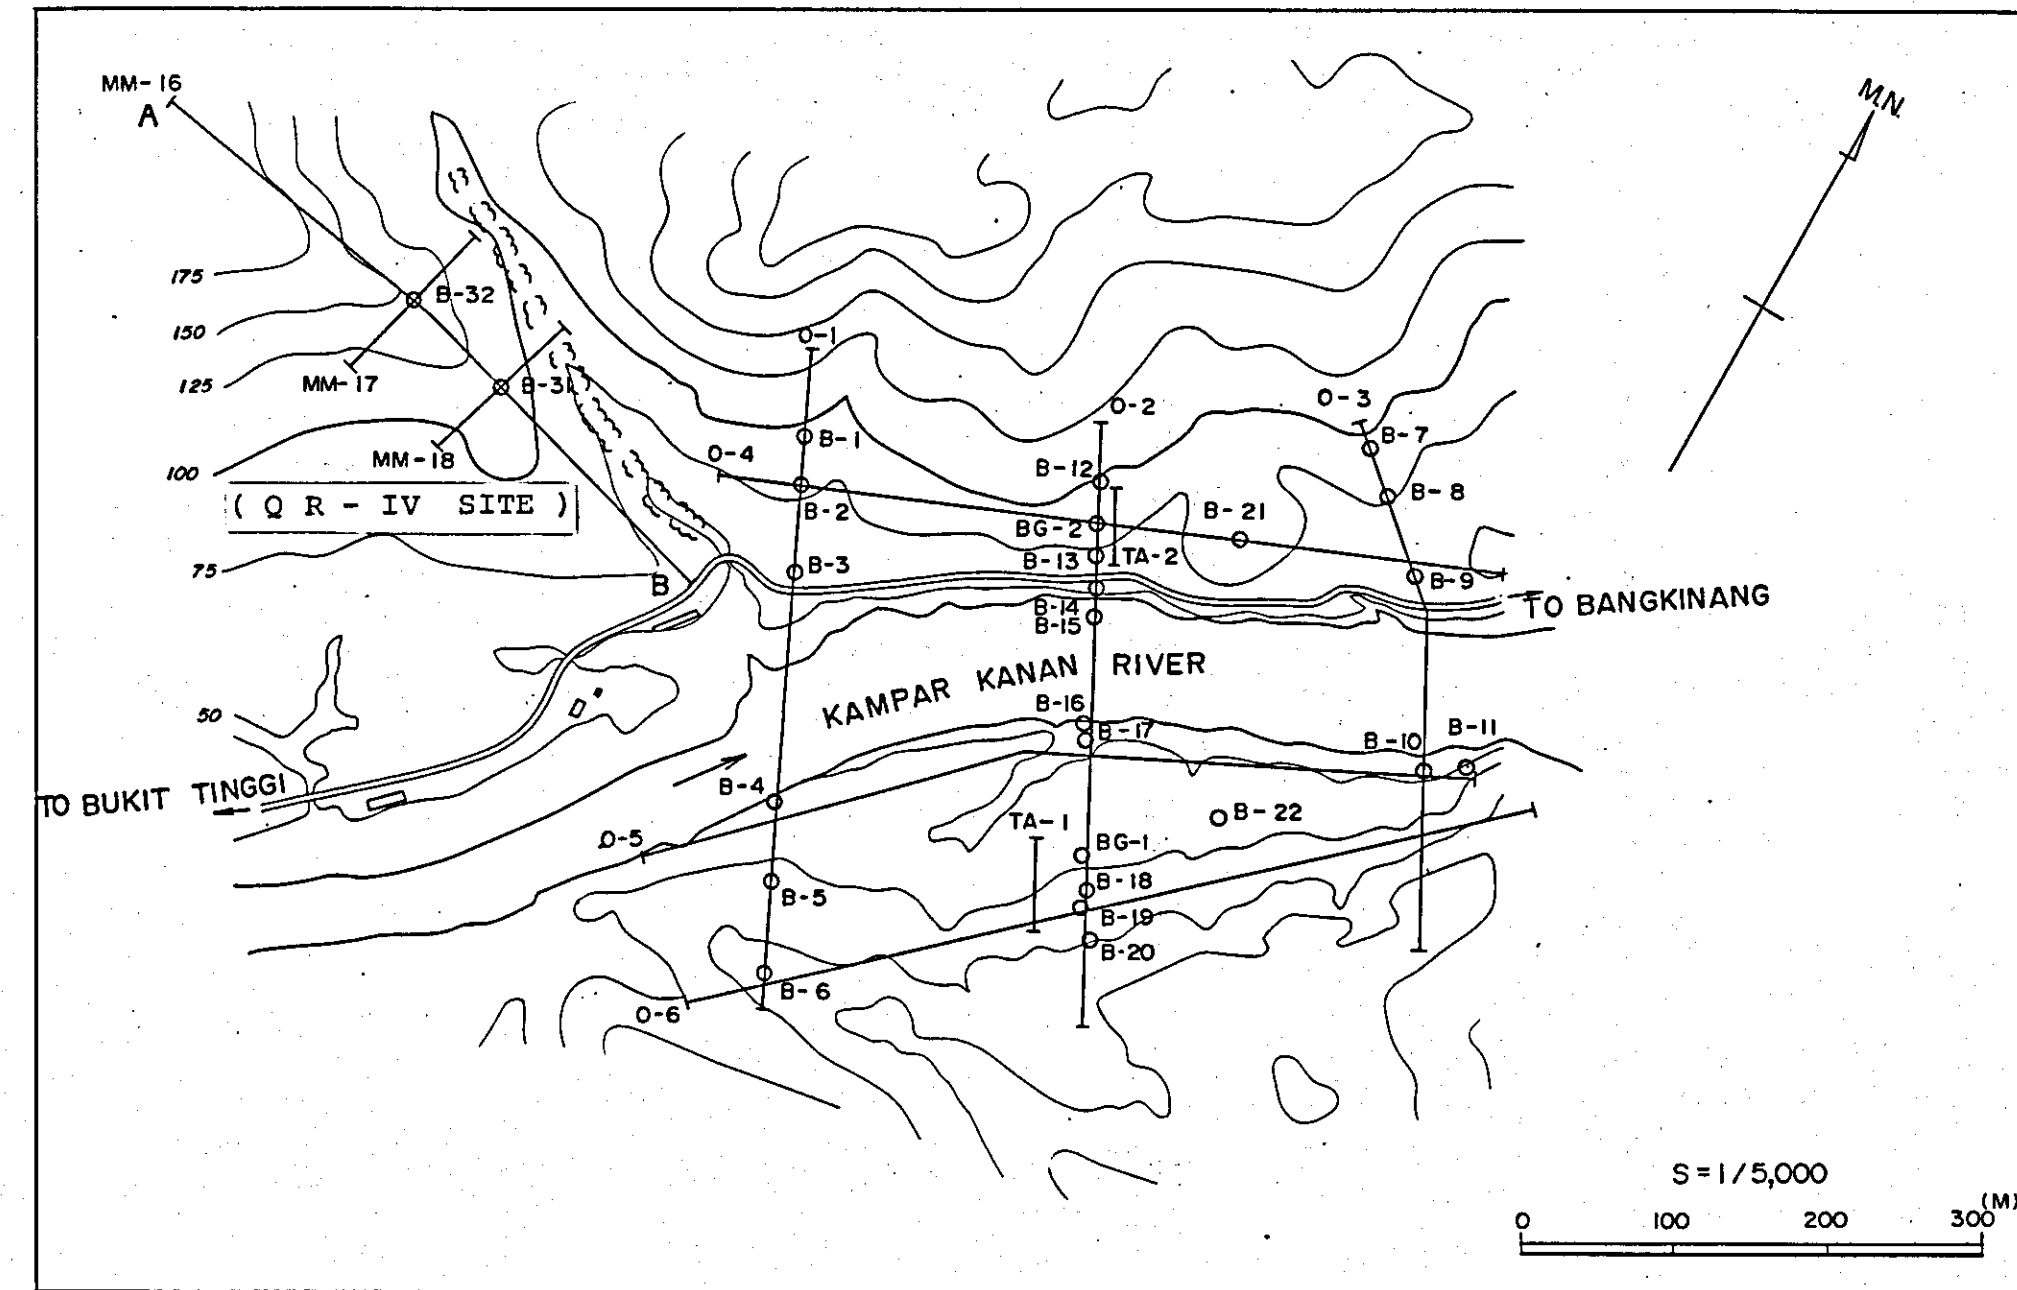 MM-16
A
M.N.
175
B-32
150
O-1
125
MM-17
B-31
O-2
O-3
B-1
B-7
MM-18
O-4
B-12
100
B-8
( QR-IV SITE )
B-2
B-21
BG-2
B-13
TA-2
B-3
75
B
B-9
B-14
TO BANGKINANG
B-15
KAMPAR KANAN RIVER
50
B-16
B-11
B-17
B-10
B-4
TO BUKIT TINGGI
B-22
TA-1
O-5
BG-1
B-18
B-5
B-19
B-20
B-6
O-6
S=1/5,000
(M)
0 100 200 300